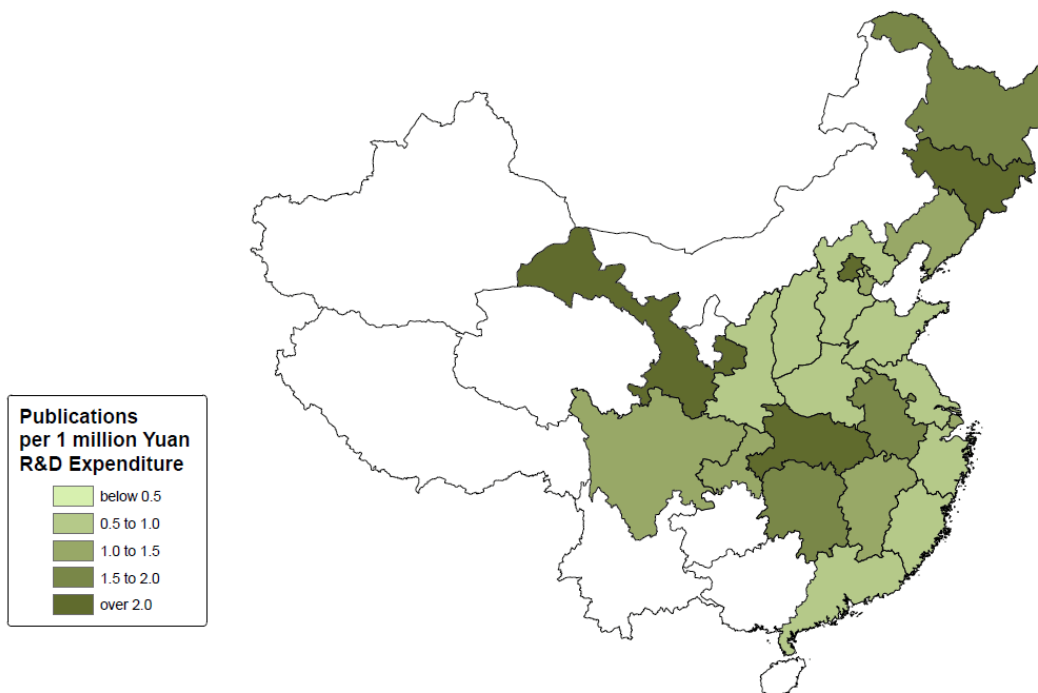 Publications
per 1 million Yuan
R&D Expenditure
below 0.5
0.5 to 1.0
1.0 to 1.5
1.5 to 2.0
over 2.0